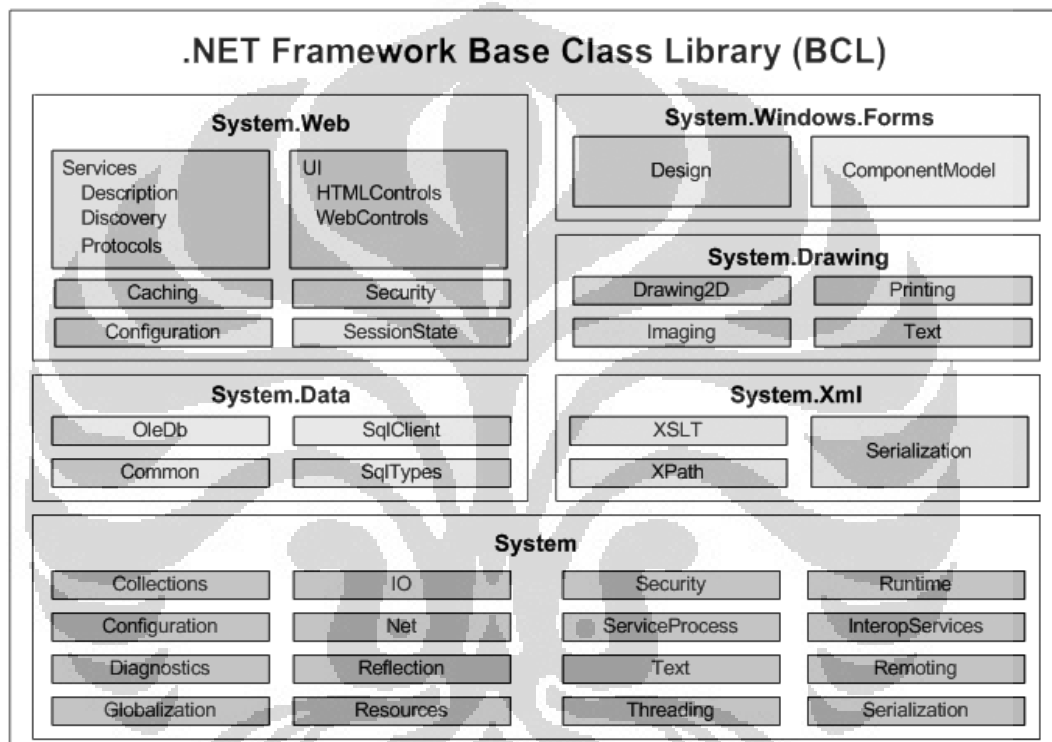 .NET Framework Base Class Library (BCL)
System.Web
Services
Description
Discovery
Protocols
UI
HTMLControls
WebControls
Caching
Security
Configuration
SessionState
System.Windows.Forms
Design
ComponentModel
System.Drawing
Drawing2D
Printing
Imaging
Text
System.Data
OleDb
SqlClient
Common
SqlTypes
System.Xml
XSLT
XPath
Serialization
System
Collections
IO
Security
Runtime
Configuration
Net
ServiceProcess
InteropServices
Diagnostics
Reflection
Text
Remoting
Globalization
Resources
Threading
Serialization